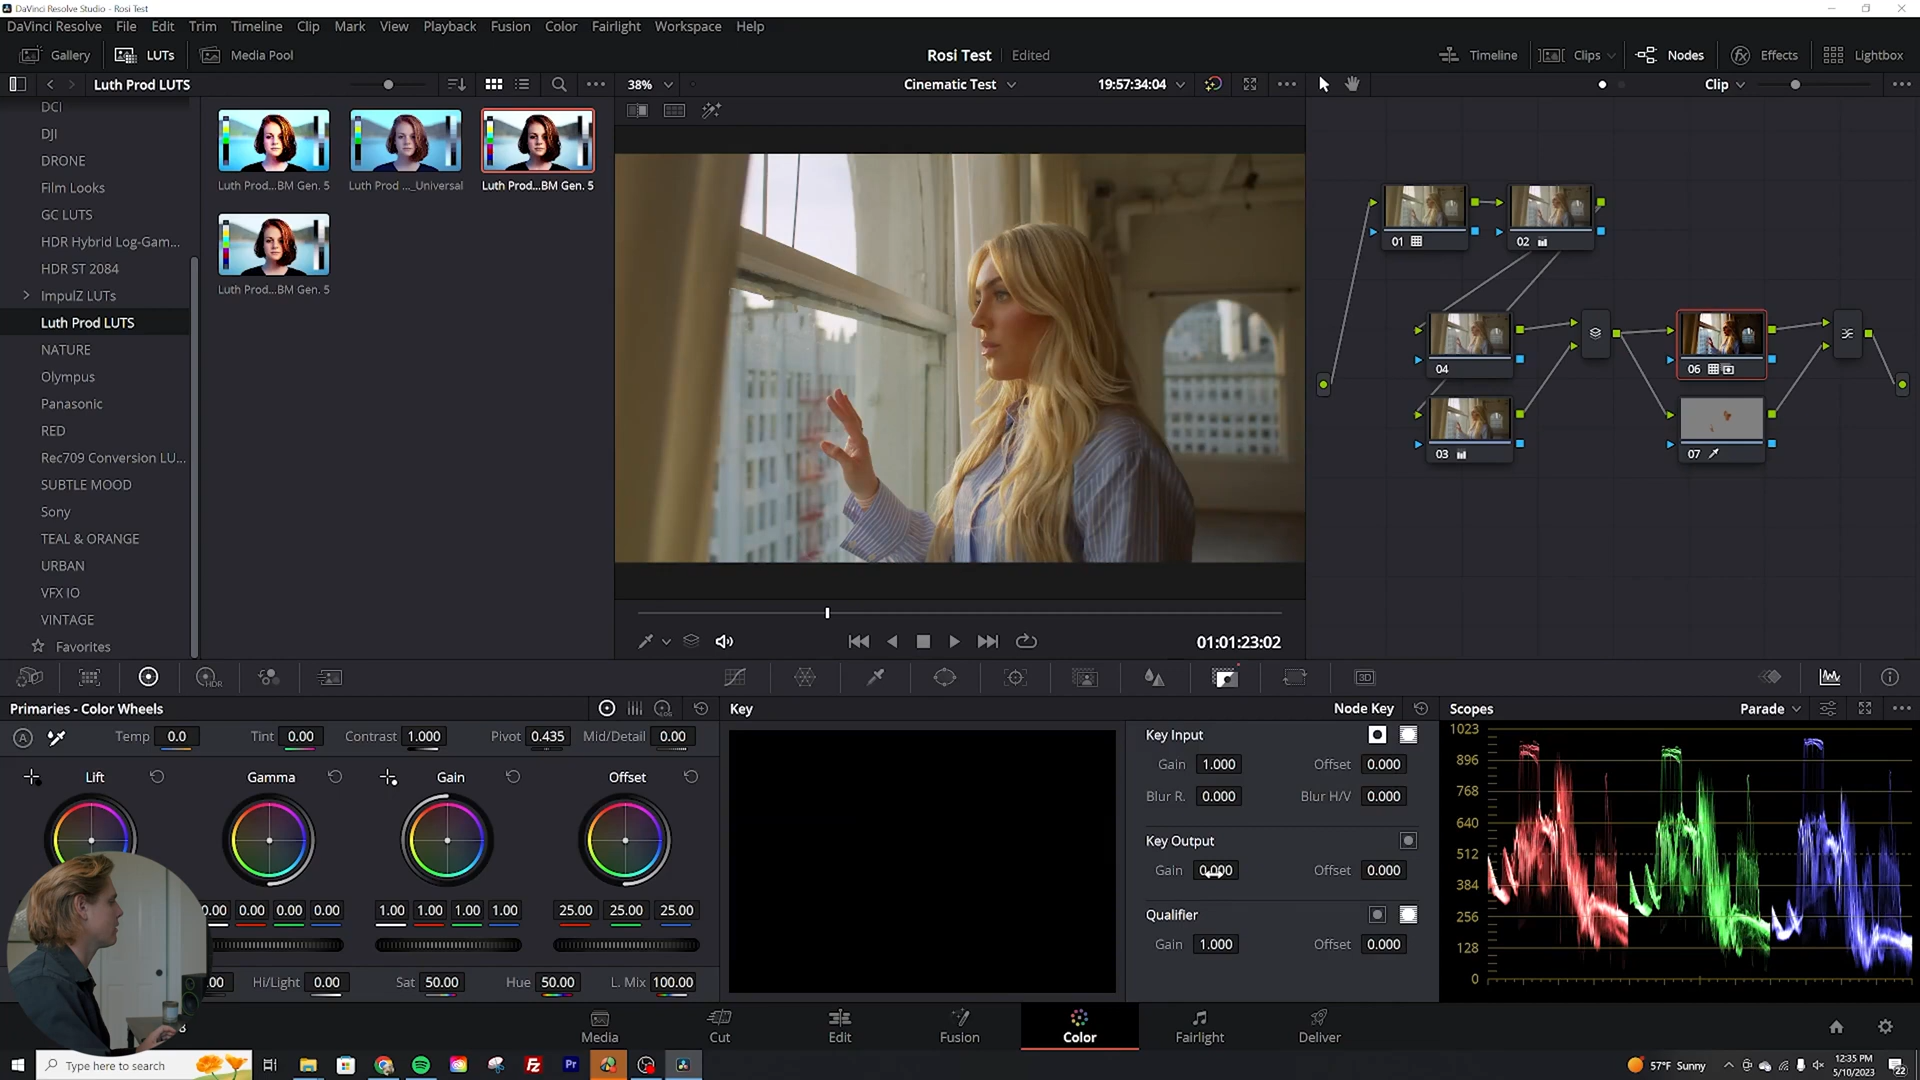 DaVinci Resolve Studio - Rosi Test
DaVinci Resolve File Edit Trim Timeline Clip Mark View Playback Fusion Color Fairlight Workspace Help
Gallery LUTs Media Pool Rosi Test Edited Timeline Clips Nodes Effects Lightbox
Luth Prod LUTS 38% Cinematic Test 19:57:34:04 Clip
DCI
DJI
DRONE
Film Looks
GC LUTS
HDR Hybrid Log-Gam...
HDR ST 2084
ImpulZ LUTs
Luth Prod LUTS
NATURE
Olympus
Panasonic
RED
Rec709 Conversion LU...
SUBTLE MOOD
Sony
TEAL & ORANGE
URBAN
VFX IO
VINTAGE
Favorites
Luth Prod...BM Gen. 5 Luth Prod ..._Universal Luth Prod...BM Gen. 5
Luth Prod...BM Gen. 5
01:01:23:02
01 02
04 06
03 07
HDR 3D
Primaries - Color Wheels Key Node Key Scopes Parade
A Temp 0.0 Tint 0.00 Contrast 1.000 Pivot 0.435 Mid/Detail 0.00
Lift Gamma Gain Offset
0.00 0.00 0.00 0.00 1.00 1.00 1.00 1.00 25.00 25.00 25.00
.00 Hi/Light 0.00 Sat 50.00 Hue 50.00 L. Mix 100.00
Key Input
Gain 1.000 Offset 0.000
Blur R. 0.000 Blur H/V 0.000
Key Output
Gain 0.000 Offset 0.000
Qualifier
Gain 1.000 Offset 0.000
1023
896
768
640
512
384
256
128
0
Media Cut Edit Fusion Color Fairlight Deliver
Type here to search Pr 57°F Sunny 12:35 PM
5/10/2023 22